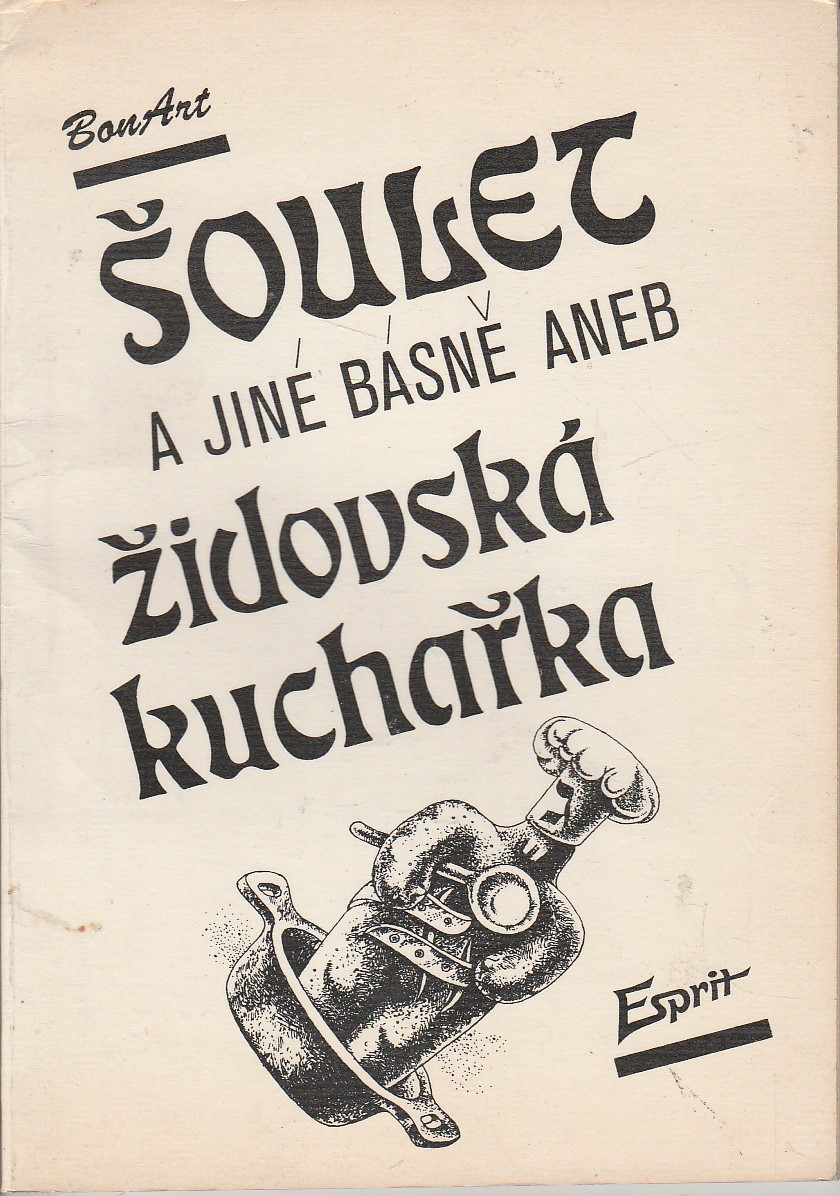 BonArt
ŠOULET
A JINÉ BÁSNĚ ANEB
židovská
kuchařka
Esprit